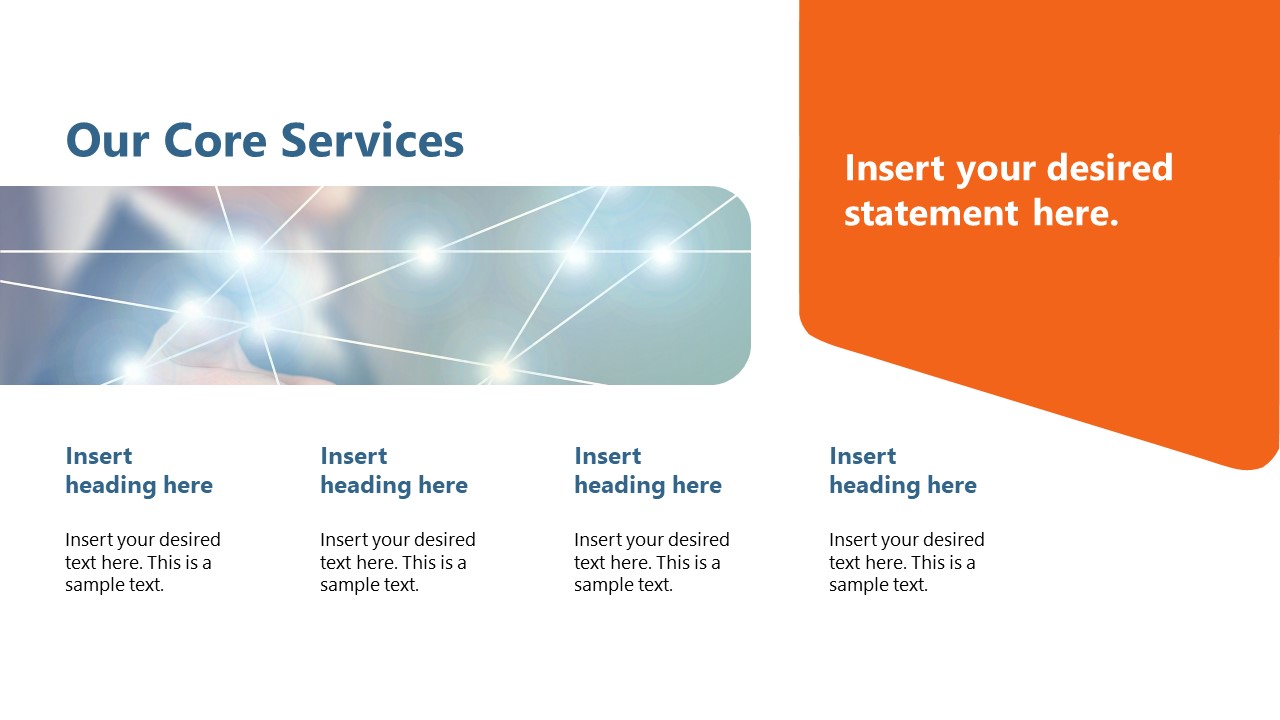 Our Core Services
Insert your desired
statement here.
Insert
heading here
Insert your desired
text here. This is a
sample text.
Insert
heading here
Insert your desired
text here. This is a
sample text.
Insert
heading here
Insert your desired
text here. This is a
sample text.
Insert
heading here
Insert your desired
text here. This is a
sample text.